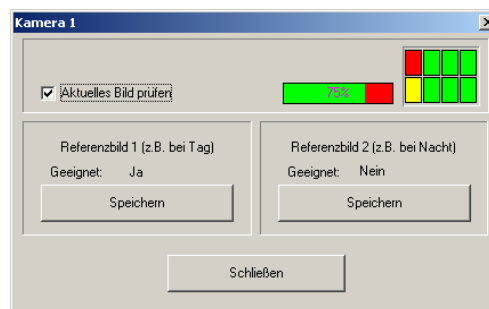 Kamera 1
Aktuelles Bild prüfen
75%
Referenzbild 1 (z.B. bei Tag)
Geeignet: Ja
Speichern
Referenzbild 2 (z.B. bei Nacht)
Geeignet: Nein
Speichern
Schließen